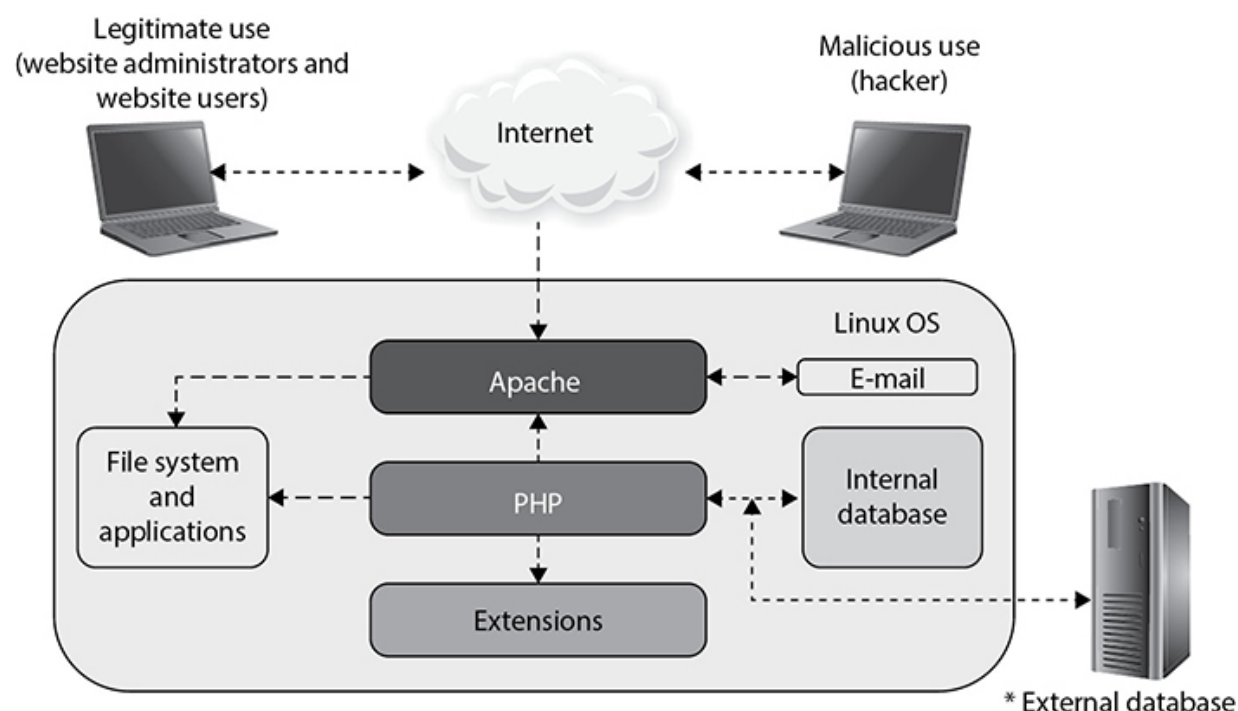 Legitimate use
(website administrators and
website users)
Malicious use
(hacker)
Internet
Linux OS
Apache
E-mail
File system
and
applications
PHP
Internal
database
Extensions
* External database